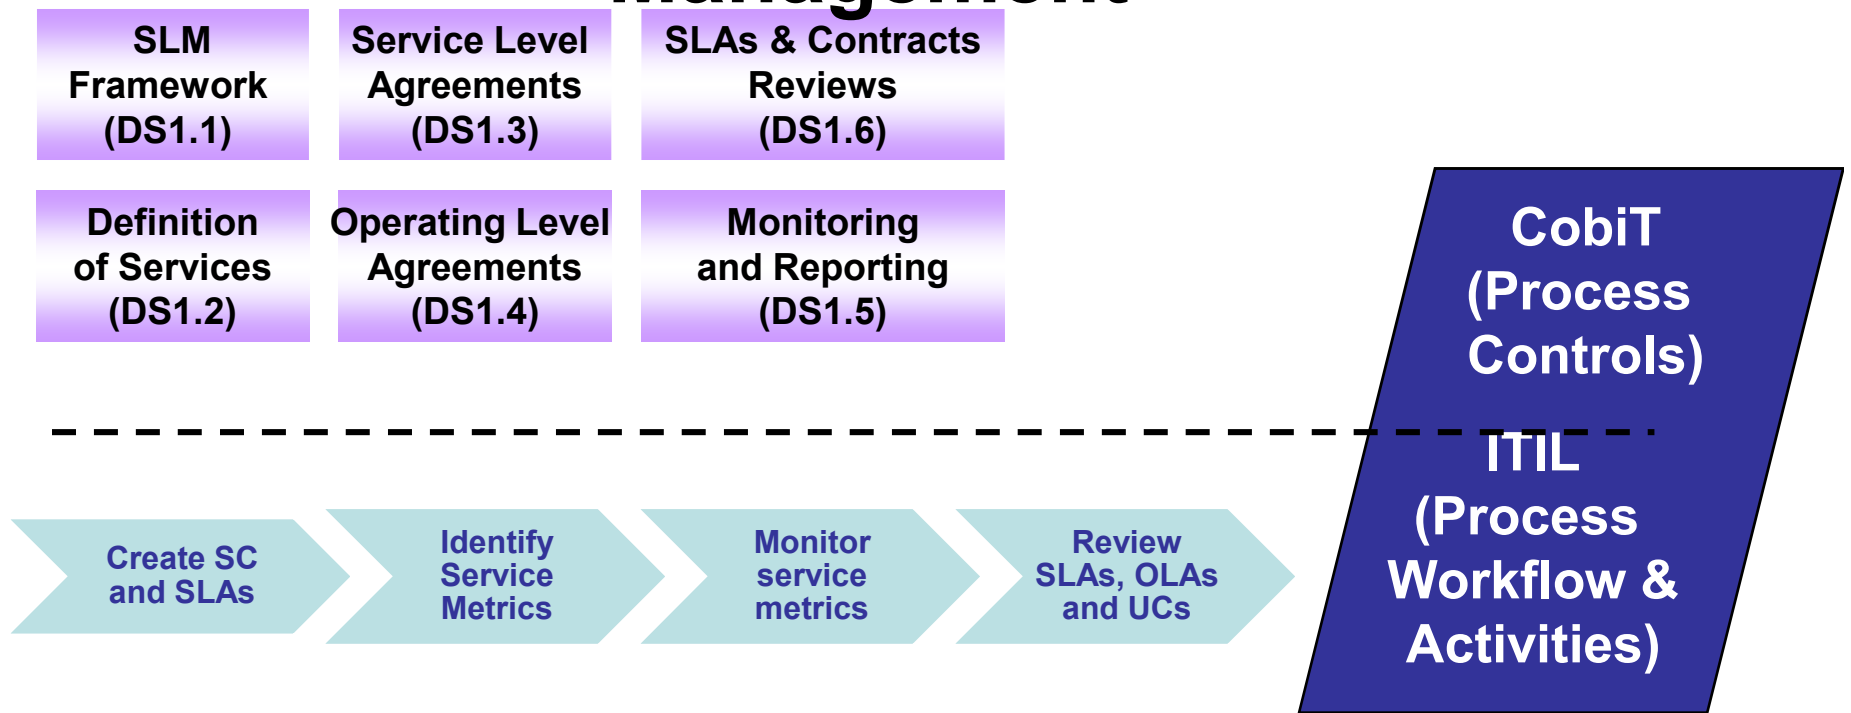 Management
SLM
Framework
(DS1.1)
Service Level
Agreements
(DS1.3)
SLAs & Contracts
Reviews
(DS1.6)
Definition
of Services
(DS1.2)
Operating Level
Agreements
(DS1.4)
Monitoring
and Reporting
(DS1.5)
CobiT
(Process
Controls)
ITIL
(Process
Workflow &
Activities)
Create SC
and SLAs
Identify
Service
Metrics
Monitor
service
metrics
Review
SLAs, OLAs
and UCs